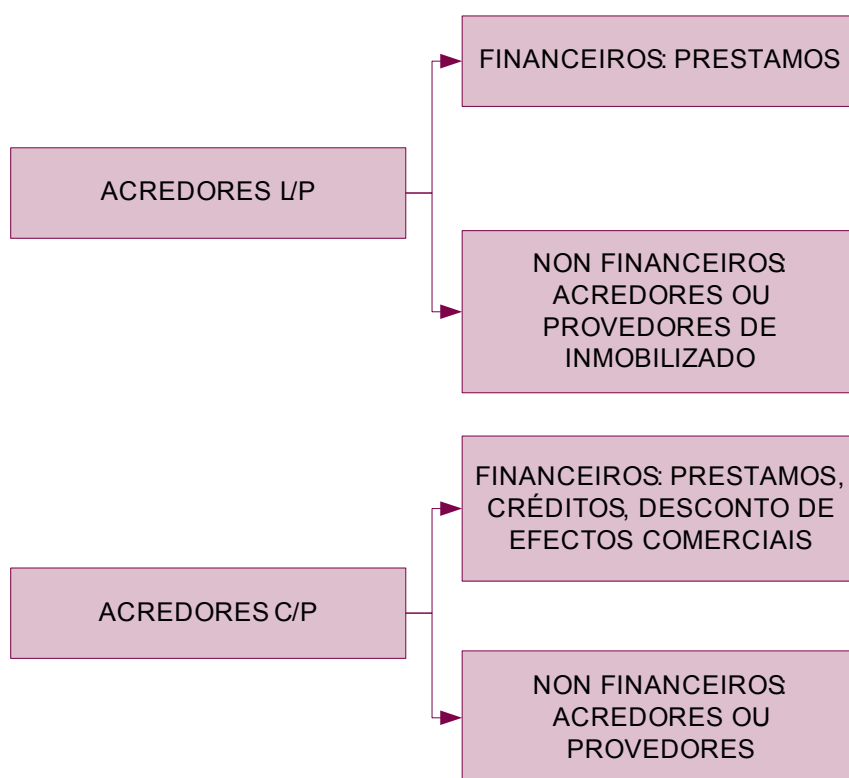 FINANCEIROS: PRESTAMOS
ACREDORES L/P
NON FINANCEIROS:
ACREDORES OU
PROVEDORES DE
INMOBILIZADO
FINANCEIROS: PRESTAMOS,
CRÉDITOS, DESCONTO DE
EFECTOS COMERCIAIS
ACREDORES C/P
NON FINANCEIROS:
ACREDORES OU
PROVEDORES